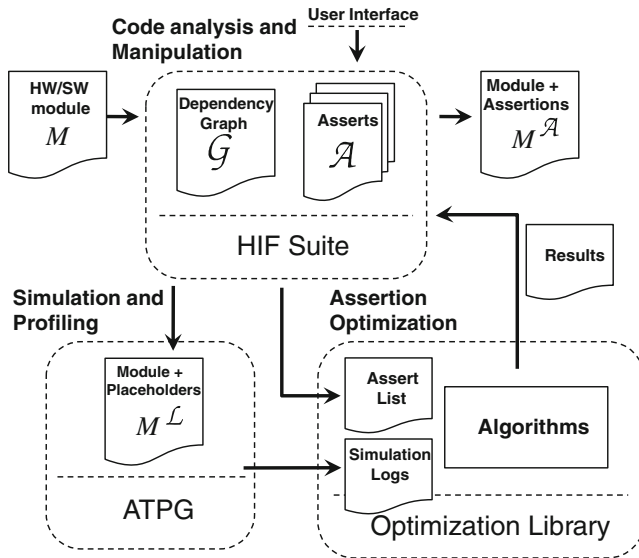 User Interface
Code analysis and
Manipulation
HW/SW
module
M
Dependency
Graph
G
Asserts
A
Module +
Assertions
M A
HIF Suite
Results
Simulation and
Profiling
Assertion
Optimization
Module +
Placeholders
M L
ATPG
Assert
List
Simulation
Logs
Algorithms
Optimization Library